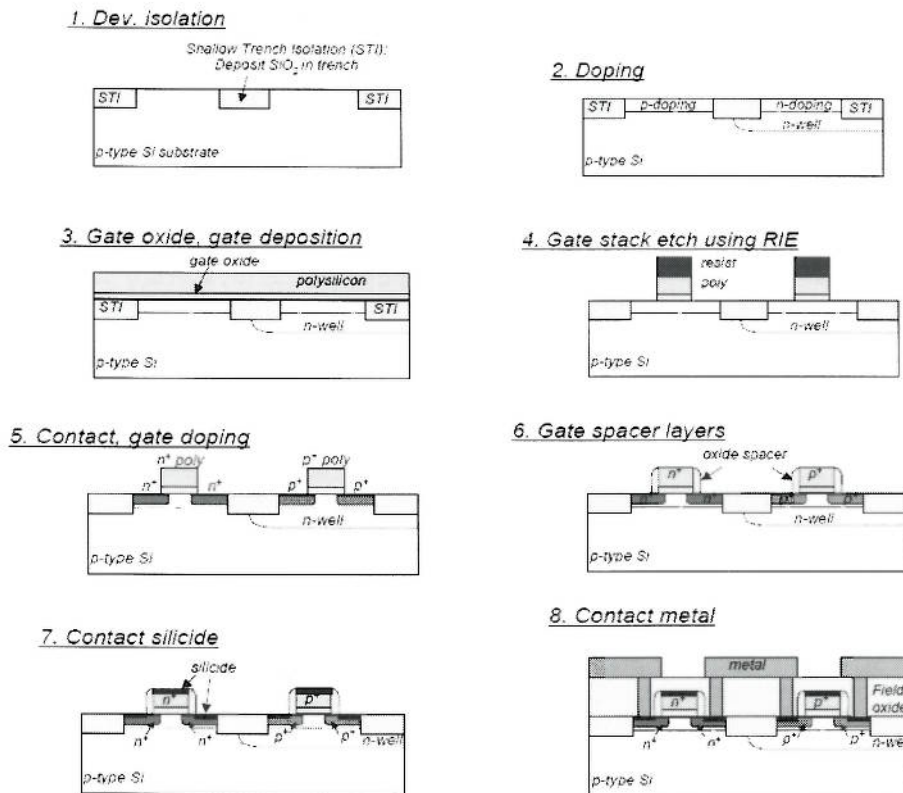 1. Dev. isolation
Shallow Trench Isolation (STI):
Deposit SiO2 in trench
STI
STI
p-type Si substrate
2. Doping
STI
p-doping
n-doping
STI
n-well
p-type Si
3. Gate oxide, gate deposition
gate oxide
polysilicon
STI
n-well
STI
p-type Si
4. Gate stack etch using RIE
resist
poly
n-well
p-type Si
5. Contact, gate doping
n+ poly
p+ poly
n+
n+
p+
p+
n-well
p-type Si
6. Gate spacer layers
oxide spacer
n+
p+
n+
p+
p+
n-well
p-type Si
7. Contact silicide
silicide
n+
p+
n+
n+
p+
p+
n-well
p-type Si
8. Contact metal
metal
n+
p+
Field
oxide
n+
n+
p+
p+
n-well
p-type Si